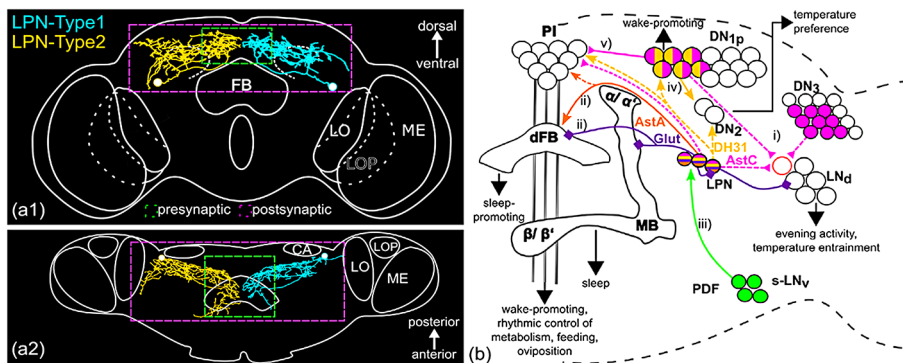 LPN-Type1
LPN-Type2
dorsal
ventral
FB
LO
ME
LOP
(a1)
presynaptic
postsynaptic
CA
LOP
LO
ME
posterior
anterior
(a2)
wake-promoting
temperature
preference
PI
v)
DN1p
DN3
iv)
ii)
α/ α'
i)
DN2
AstA
ii)
Glut
DH31
dFB
AstC
LPN
LNd
sleep-
promoting
iii)
MB
β/ β'
evening activity,
temperature entrainment
sleep
PDF
s-LNv
wake-promoting,
rhythmic control of
metabolism, feeding,
oviposition
(b)